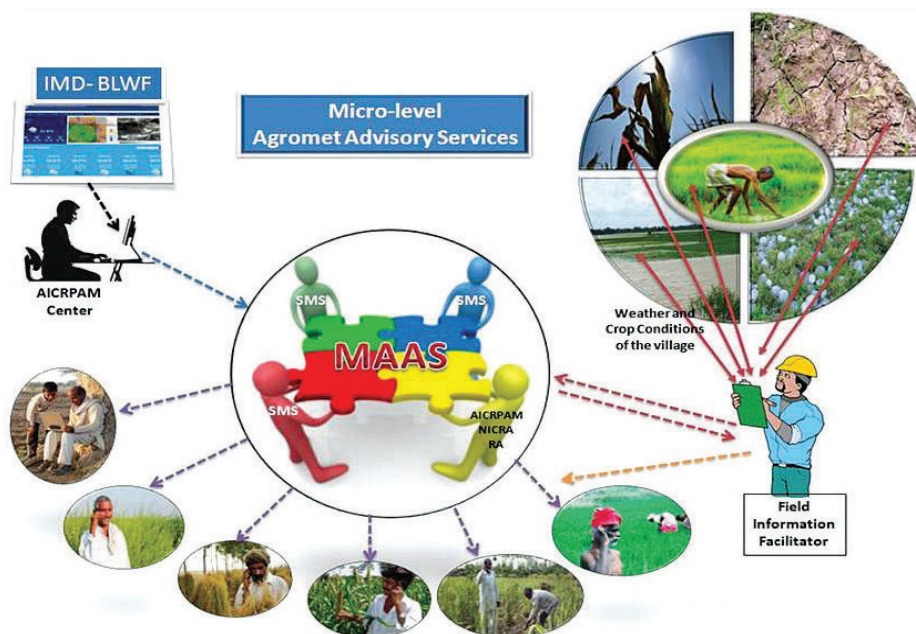 IMD- BLWF
Micro-level
Agromet Advisory Services
AICRPAM
Center
SMS
SMS
MAAS
SMS
AICRPAM
NICRA
RA
Weather and
Crop Conditions
of the village
Field
Information
Facilitator